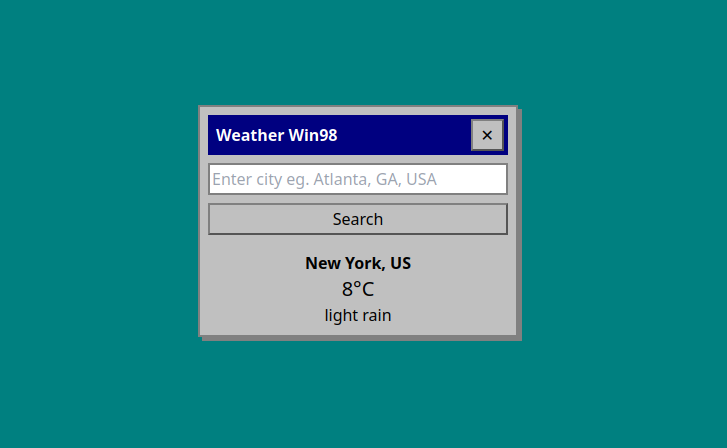 Weather Win98 ✕
Enter city eg. Atlanta, GA, USA
Search
New York, US
8°C
light rain